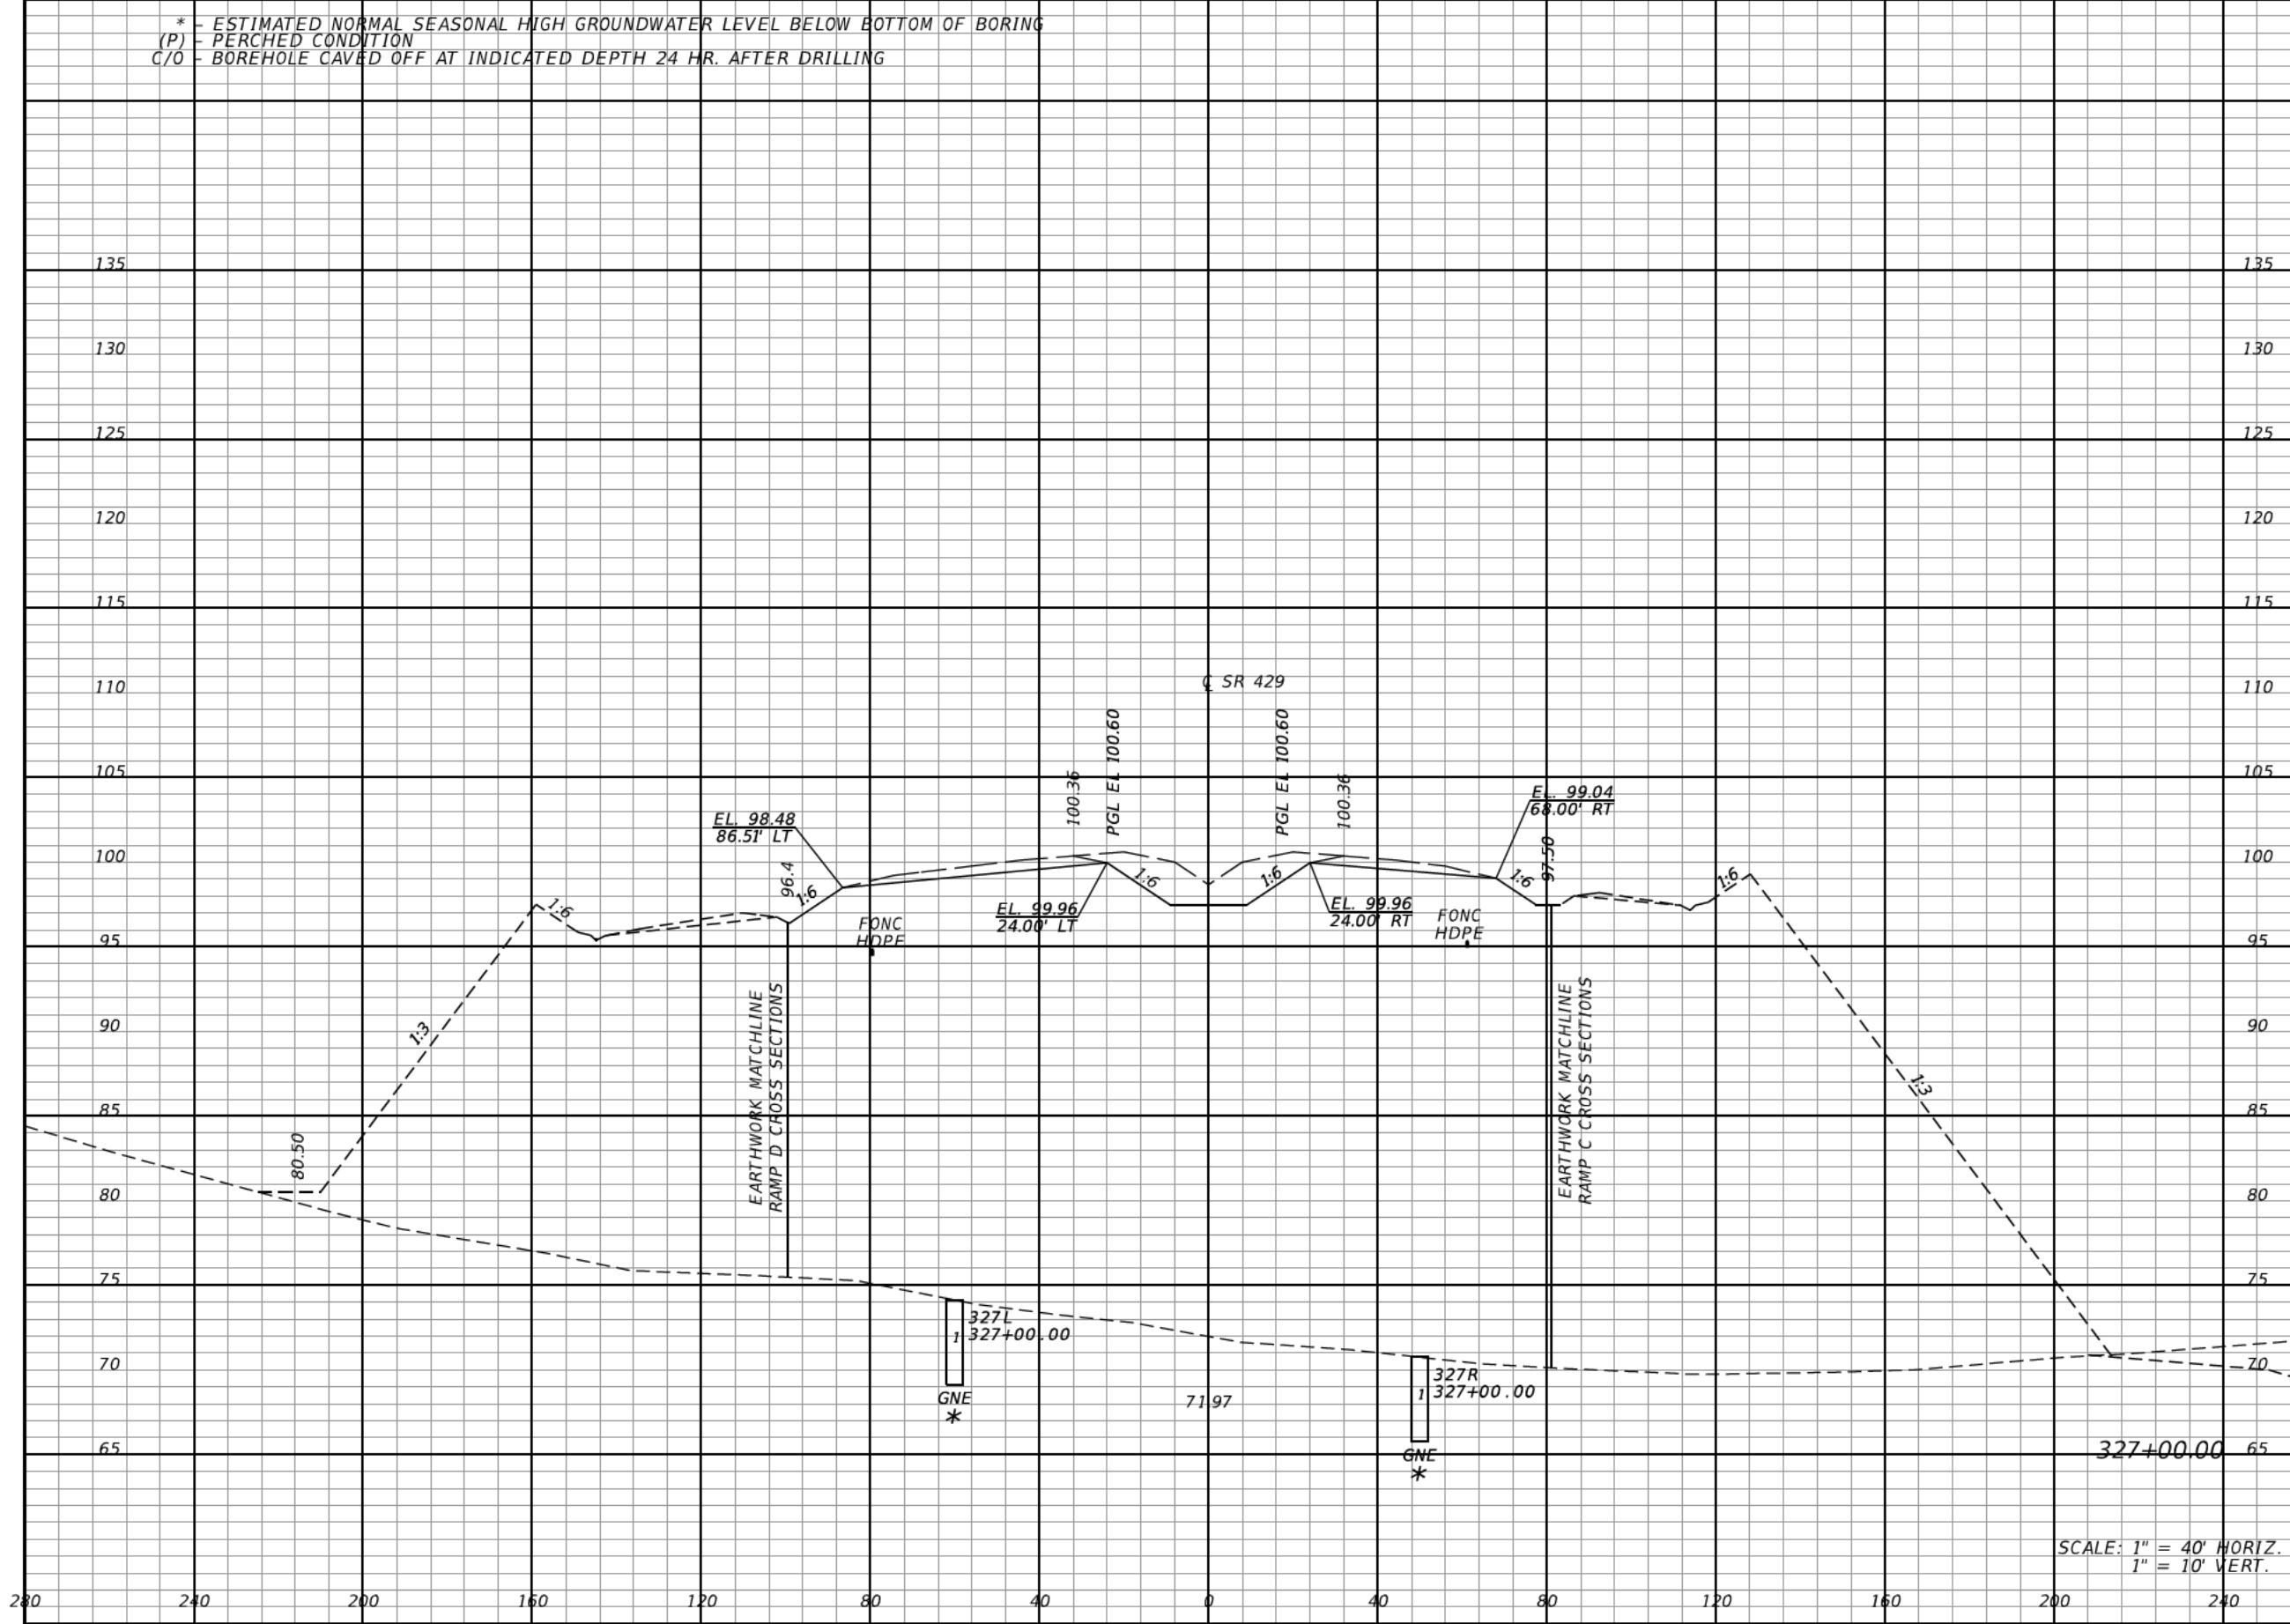 * - ESTIMATED NORMAL SEASONAL HIGH GROUNDWATER LEVEL BELOW BOTTOM OF BORING
(P) - PERCHED CONDITION
C/O - BOREHOLE CAVED OFF AT INDICATED DEPTH 24 HR. AFTER DRILLING
135 135
130 130
125 125
120 120
115 115
110 110
℄ SR 429
105 105
100.36
PGL EL 100.60
PGL EL 100.60
100.36
EL. 99.04
68.00' RT
EL. 98.48
86.51' LT
100 100
96.4
97.50
1:6
1:6
1:6
1:6
1:6
1:6
EL. 99.96
24.00' LT
EL. 99.96
24.00' RT
FONC
HDPE
FONC
HDPE
95 95
EARTHWORK MATCHLINE
RAMP D CROSS SECTIONS
EARTHWORK MATCHLINE
RAMP C CROSS SECTIONS
90 90
1:3
1:3
85 85
80.50
80 80
75 75
327L
1 327+00.00
70 70
327R
1 327+00.00
GNE
*
71.97
GNE
*
65 65
327+00.00
SCALE: 1" = 40' HORIZ.
1" = 10' VERT.
280 240 200 160 120 80 40 0 40 80 120 160 200 240